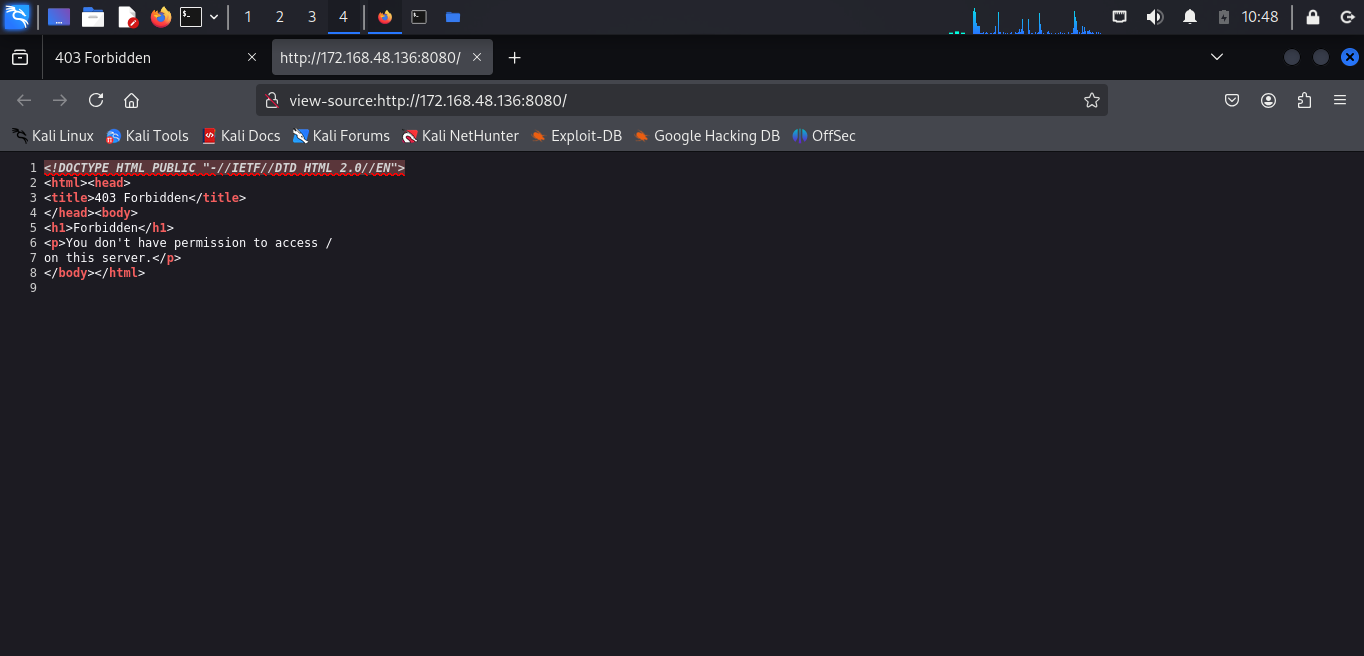 1 2 3 4 10:48
403 Forbidden http://172.168.48.136:8080/
view-source:http://172.168.48.136:8080/
Kali Linux Kali Tools Kali Docs Kali Forums Kali NetHunter Exploit-DB Google Hacking DB OffSec
1 <!DOCTYPE HTML PUBLIC "-//IETF//DTD HTML 2.0//EN">
2 <html><head>
3 <title>403 Forbidden</title>
4 </head><body>
5 <h1>Forbidden</h1>
6 <p>You don't have permission to access /
7 on this server.</p>
8 </body></html>
9